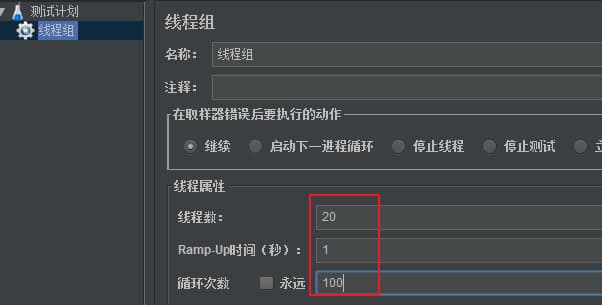 测试计划
线程组
线程组
名称： 线程组
注释：
在取样器错误后要执行的动作
继续 启动下一进程循环 停止线程 停止测试
线程属性
线程数： 20
Ramp-Up时间（秒）： 1
循环次数 永远 100